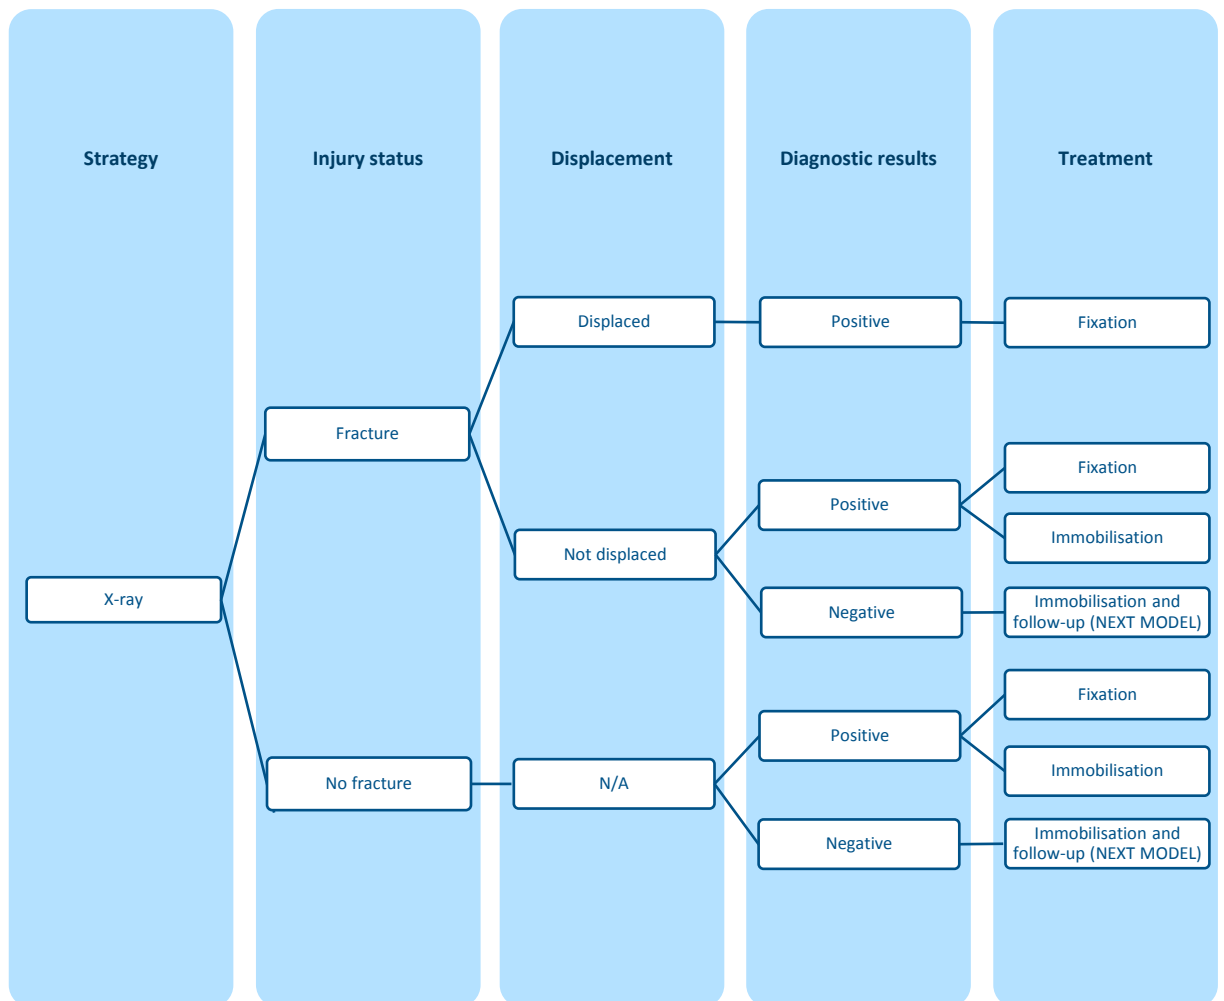 Strategy
Injury status
Displacement
Diagnostic results
Treatment
Displaced
Positive
Fixation
Fracture
Fixation
Positive
Immobilisation
Not displaced
X-ray
Negative
Immobilisation and
follow-up (NEXT MODEL)
Fixation
Positive
Immobilisation
No fracture
N/A
Negative
Immobilisation and
follow-up (NEXT MODEL)